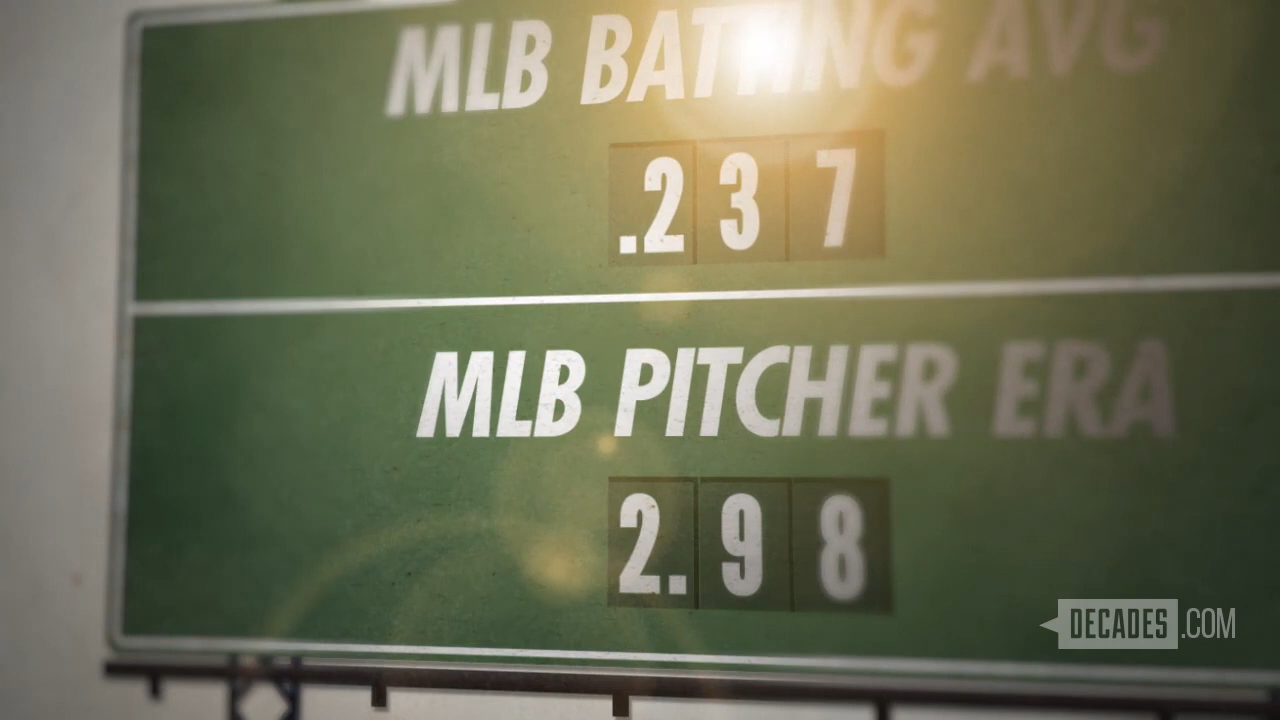 MLB BATTING AVG
.237
MLB PITCHER ERA
2.98
DECADES.COM